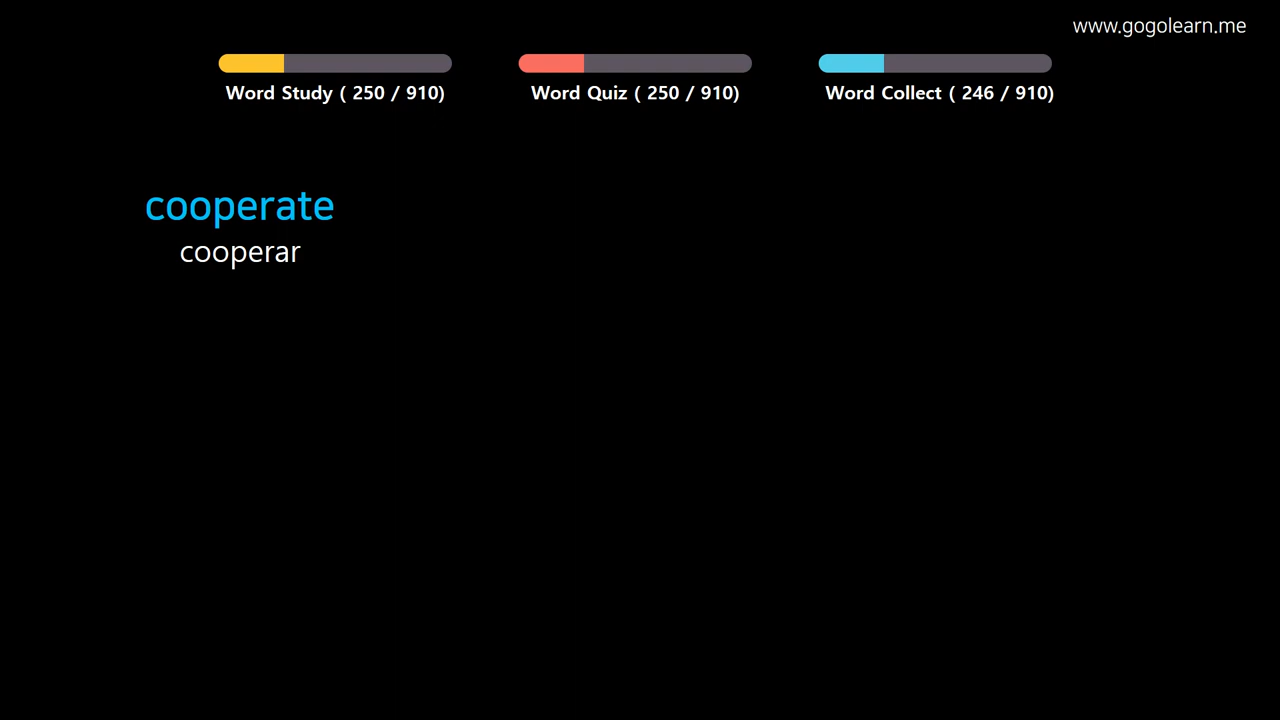 www.gogolearn.me
Word Study ( 250 / 910)
Word Quiz ( 250 / 910)
Word Collect ( 246 / 910)
cooperate
cooperar